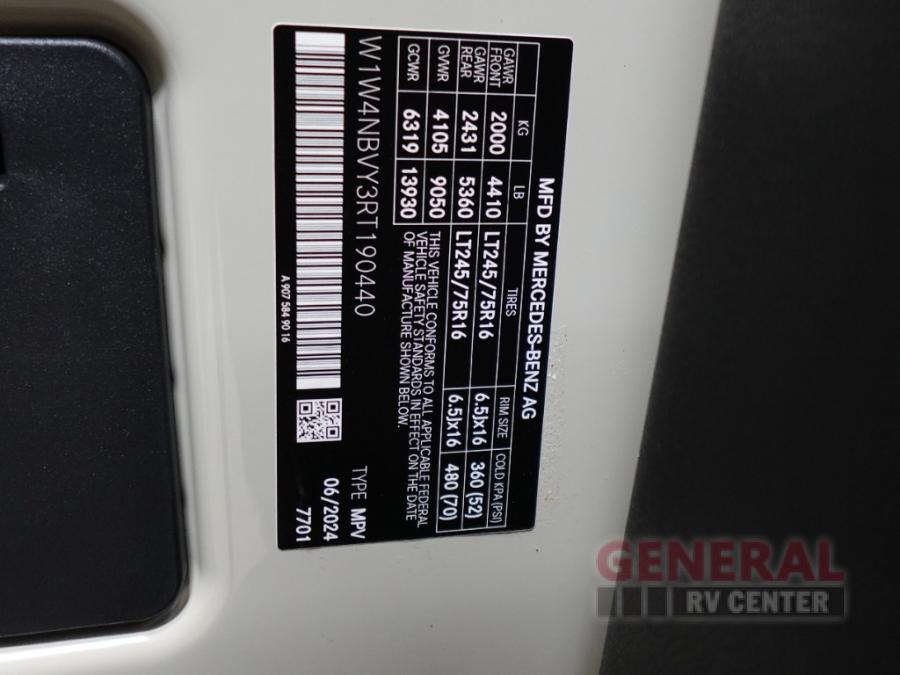 MFD BY MERCEDES-BENZ AG
KG LB TIRES RIM SIZE COLD KPA (PSI)
GAWR FRONT 2000 4410 LT245/75R16 6.5Jx16 360 (52)
GAWR REAR 2431 5360 LT245/75R16 6.5Jx16 480 (70)
GVWR 4105 9050
GCWR 6319 13930
THIS VEHICLE CONFORMS TO ALL APPLICABLE FEDERAL
VEHICLE SAFETY STANDARDS IN EFFECT ON THE DATE
OF MANUFACTURE SHOWN BELOW.
W1W4NBVY3RT190440
TYPE MPV
06/2024
7701
A 907 584 90 16
GENERAL
RV CENTER